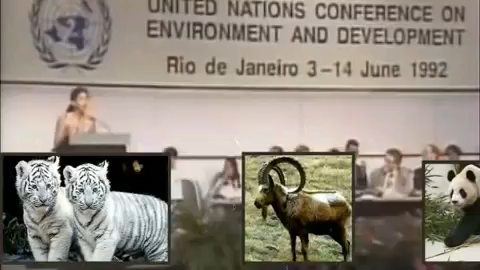 UNITED NATIONS CONFERENCE ON
ENVIRONMENT AND DEVELOPMENT
Rio de Janeiro 3-14 June 1992